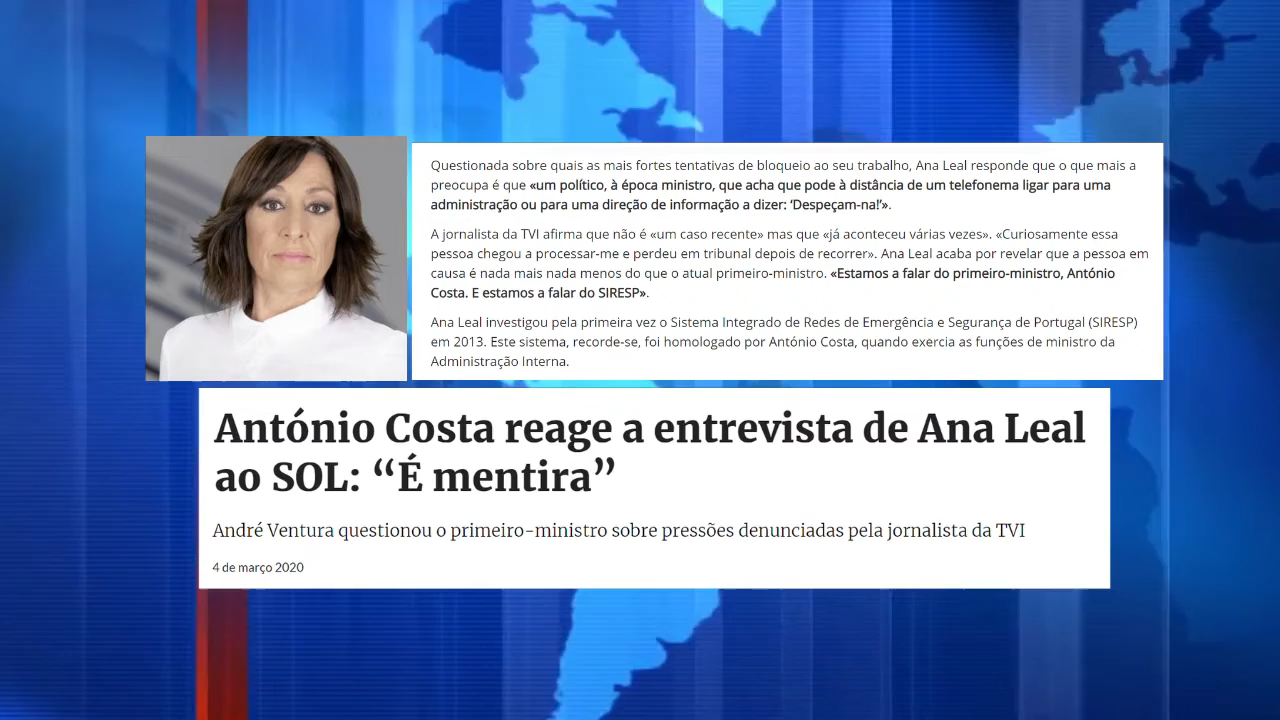 Questionada sobre quais as mais fortes tentativas de bloqueio ao seu trabalho, Ana Leal responde que o que mais a
preocupa é que «um político, à época ministro, que acha que pode à distância de um telefonema ligar para uma
administração ou para uma direção de informação a dizer: ‘Despeçam-na!’».
A jornalista da TVI afirma que não é «um caso recente» mas que «já aconteceu várias vezes». «Curiosamente essa
pessoa chegou a processar-me e perdeu em tribunal depois de recorrer». Ana Leal acaba por revelar que a pessoa em
causa é nada mais nada menos do que o atual primeiro-ministro. «Estamos a falar do primeiro-ministro, António
Costa. E estamos a falar do SIRESP».
Ana Leal investigou pela primeira vez o Sistema Integrado de Redes de Emergência e Segurança de Portugal (SIRESP)
em 2013. Este sistema, recorde-se, foi homologado por António Costa, quando exercia as funções de ministro da
Administração Interna.
António Costa reage a entrevista de Ana Leal
ao SOL: “É mentira”
André Ventura questionou o primeiro-ministro sobre pressões denunciadas pela jornalista da TVI
4 de março 2020